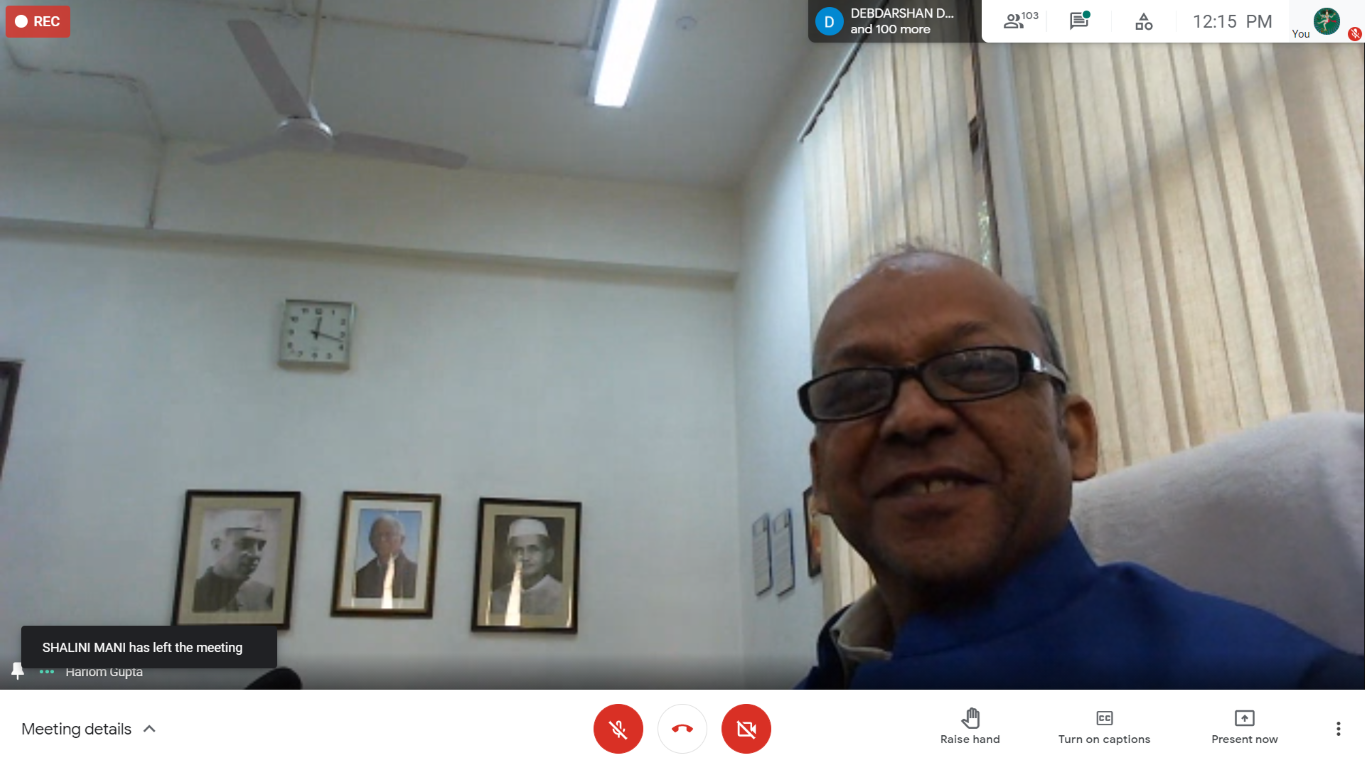 REC
D
DEBDARSHAN D...
and 100 more
103
12:15 PM
You
SHALINI MANI has left the meeting
Hariom Gupta
Meeting details
CC
Raise hand
Turn on captions
Present now